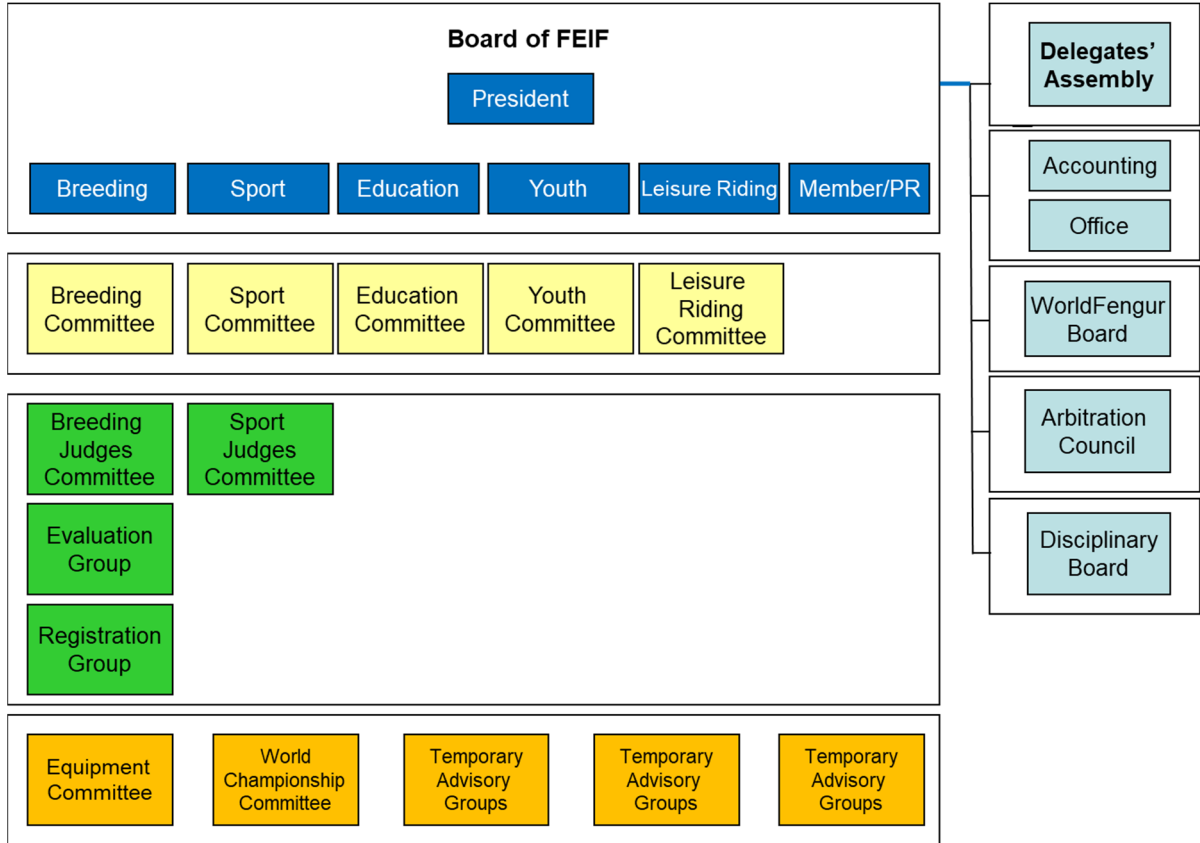 Board of FEIF
President
Breeding
Sport
Education
Youth
Leisure Riding
Member/PR
Breeding
Committee
Sport
Committee
Education
Committee
Youth
Committee
Leisure
Riding
Committee
Breeding
Judges
Committee
Sport
Judges
Committee
Evaluation
Group
Registration
Group
Equipment
Committee
World
Championship
Committee
Temporary
Advisory
Groups
Temporary
Advisory
Groups
Temporary
Advisory
Groups
Delegates’
Assembly
Accounting
Office
WorldFengur
Board
Arbitration
Council
Disciplinary
Board